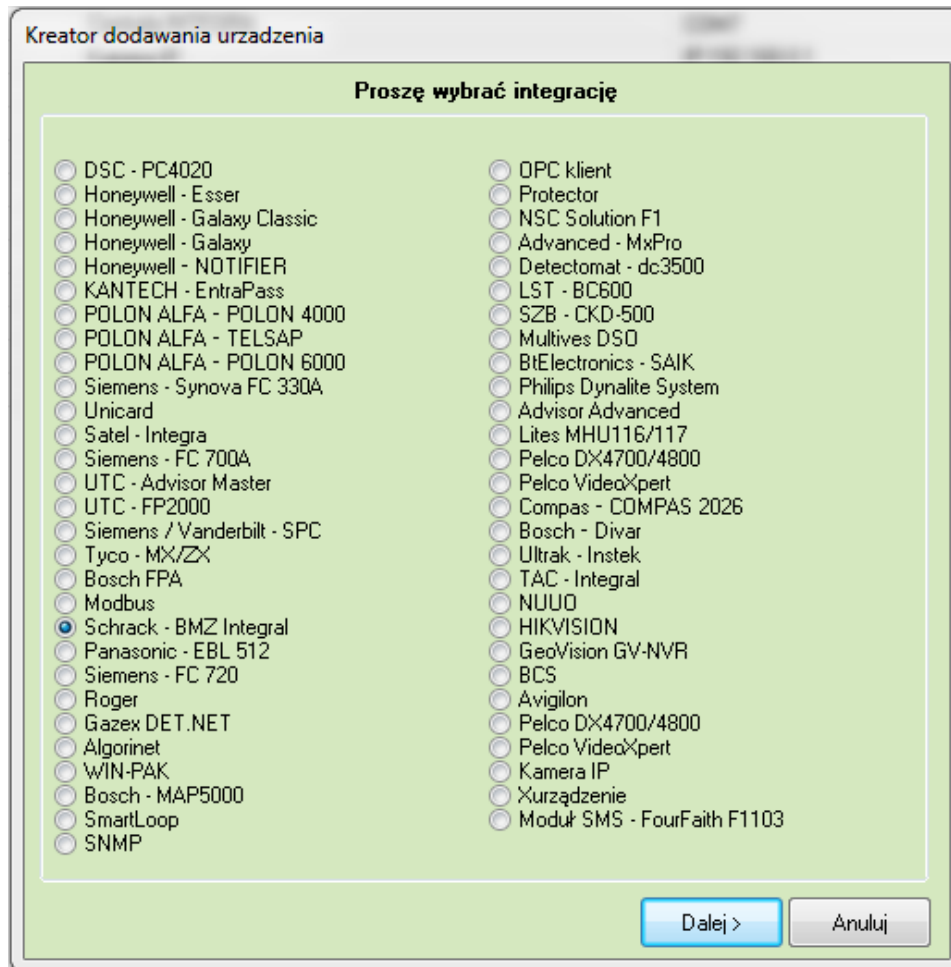 Kreator dodawania urzadzenia
Proszę wybrać integrację
DSC - PC4020
Honeywell - Esser
Honeywell - Galaxy Classic
Honeywell - Galaxy
Honeywell - NOTIFIER
KANTECH - EntraPass
POLON ALFA - POLON 4000
POLON ALFA - TELSAP
POLON ALFA - POLON 6000
Siemens - Synova FC 330A
Unicard
Satel - Integra
Siemens - FC 700A
UTC - Advisor Master
UTC - FP2000
Siemens / Vanderbilt - SPC
Tyco - MX/ZX
Bosch FPA
Modbus
Schrack - BMZ Integral
Panasonic - EBL 512
Siemens - FC 720
Roger
Gazex DET.NET
Algorinet
WIN-PAK
Bosch - MAP5000
SmartLoop
SNMP
OPC klient
Protector
NSC Solution F1
Advanced - MxPro
Detectomat - dc3500
LST - BC600
SZB - CKD-500
Multives DSO
BtElectronics - SAIK
Philips Dynalite System
Advisor Advanced
Lites MHU116/117
Pelco DX4700/4800
Pelco VideoXpert
Compas - COMPAS 2026
Bosch - Divar
Ultrak - Instek
TAC - Integral
NUUO
HIKVISION
GeoVision GV-NVR
BCS
Avigilon
Pelco DX4700/4800
Pelco VideoXpert
Kamera IP
Xurządzenie
Moduł SMS - FourFaith F1103
Dalej >
Anuluj